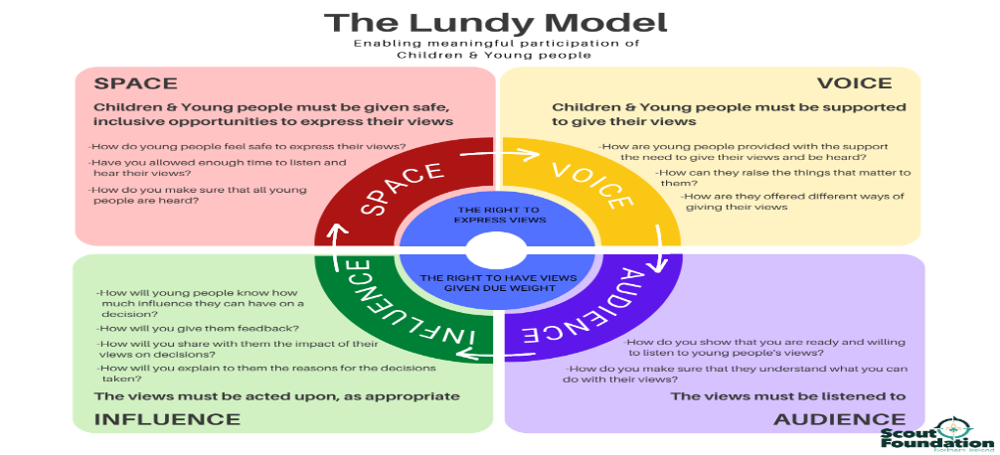 The Lundy Model
Enabling meaningful participation of
Children & Young people
SPACE
Children & Young people must be given safe,
inclusive opportunities to express their views
-How do young people feel safe to express their views?
-Have you allowed enough time to listen and
hear their views?
-How do you make sure that all young
people are heard?
VOICE
Children & Young people must be supported
to give their views
-How are young people provided with the support
the need to give their views and be heard?
-How can they raise the things that matter to
them?
-How are they offered different ways of
giving their views
SPACE
VOICE
THE RIGHT TO
EXPRESS VIEWS
THE RIGHT TO HAVE VIEWS
GIVEN DUE WEIGHT
INFLUENCE
AUDIENCE
-How will young people know how
much influence they can have on a
decision?
-How will you give them feedback?
-How will you share with them the impact of their
views on decisions?
-How will you explain to them the reasons for the decisions
taken?
The views must be acted upon, as appropriate
INFLUENCE
-How do you show that you are ready and willing
to listen to young people's views?
-How do you make sure that they understand what you can
do with their views?
The views must be listened to
AUDIENCE
Scout
Foundation
Northern Ireland